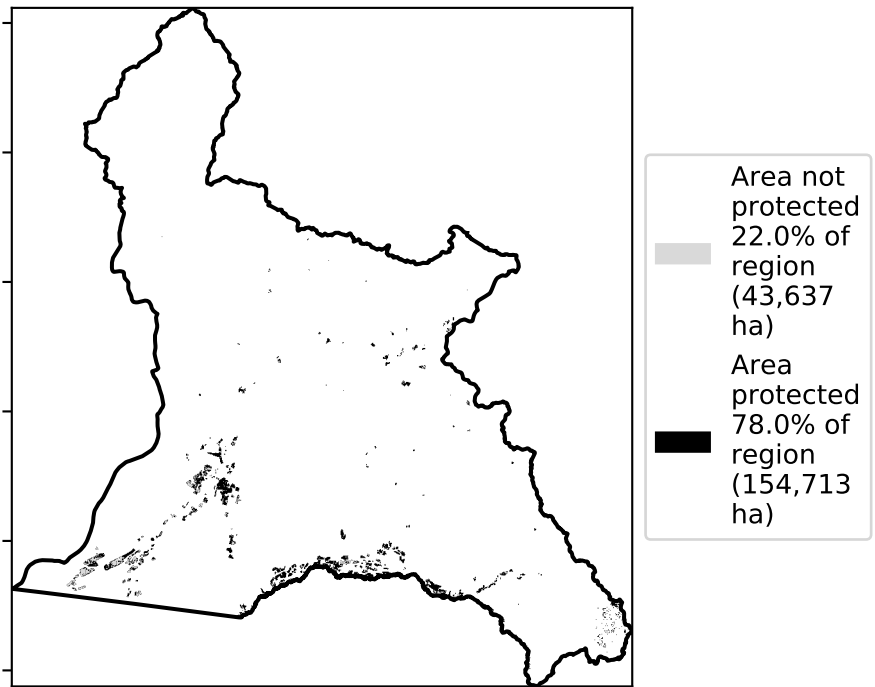 Area not
protected
22.0% of
region
(43,637
ha)
Area
protected
78.0% of
region
(154,713
ha)